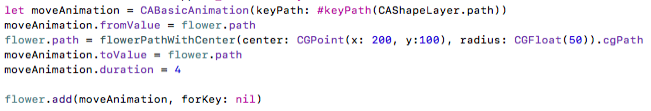 let moveAnimation = CABasicAnimation(keyPath: #keyPath(CAShapeLayer.path))
moveAnimation.fromValue = flower.path
flower.path = flowerPathWithCenter(center: CGPoint(x: 200, y:100), radius: CGFloat(50)).cgPath
moveAnimation.toValue = flower.path
moveAnimation.duration = 4
flower.add(moveAnimation, forKey: nil)